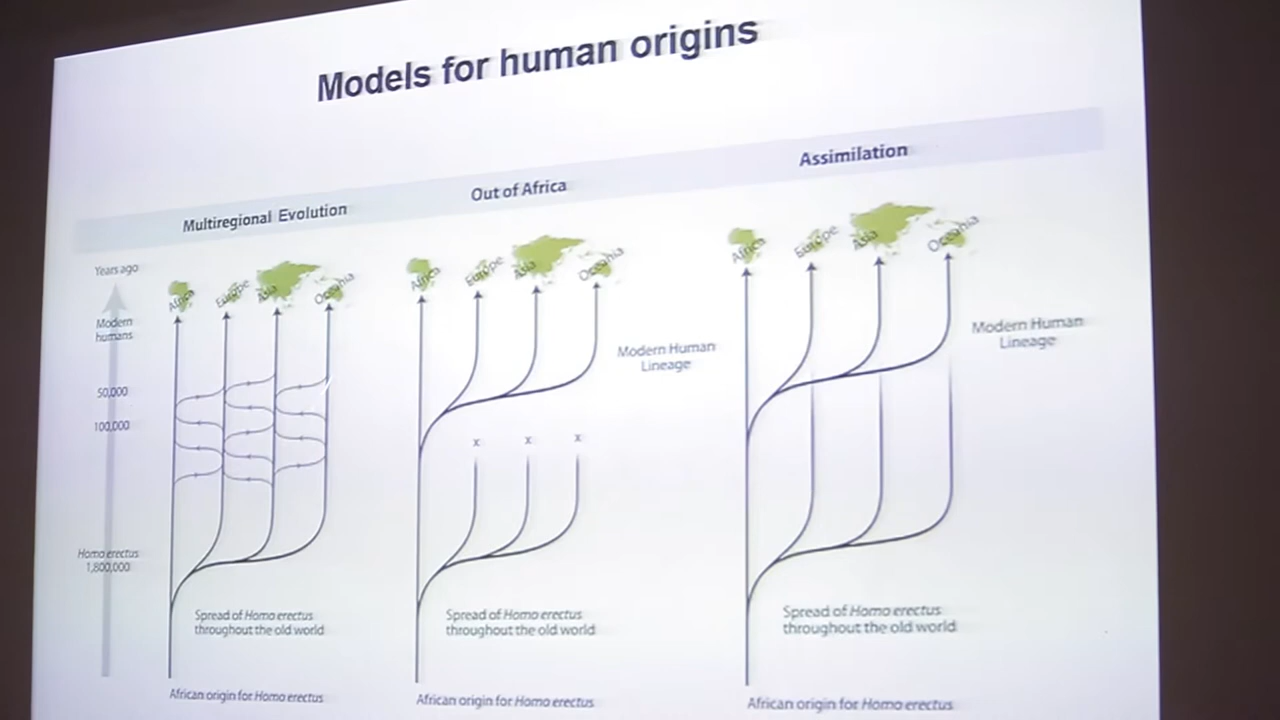 Models for human origins
Multiregional Evolution
Out of Africa
Assimilation
Years ago
Modern
humans
50,000
100,000
Homo erectus
1,800,000
Africa
Europe
Asia
Oceania
Spread of Homo erectus
throughout the old world
African origin for Homo erectus
Africa
Europe
Asia
Oceania
Modern Human
Lineage
x x x
Spread of Homo erectus
throughout the old world
African origin for Homo erectus
Africa
Europe
Asia
Oceania
Modern Human
Lineage
Spread of Homo erectus
throughout the old world
African origin for Homo erectus